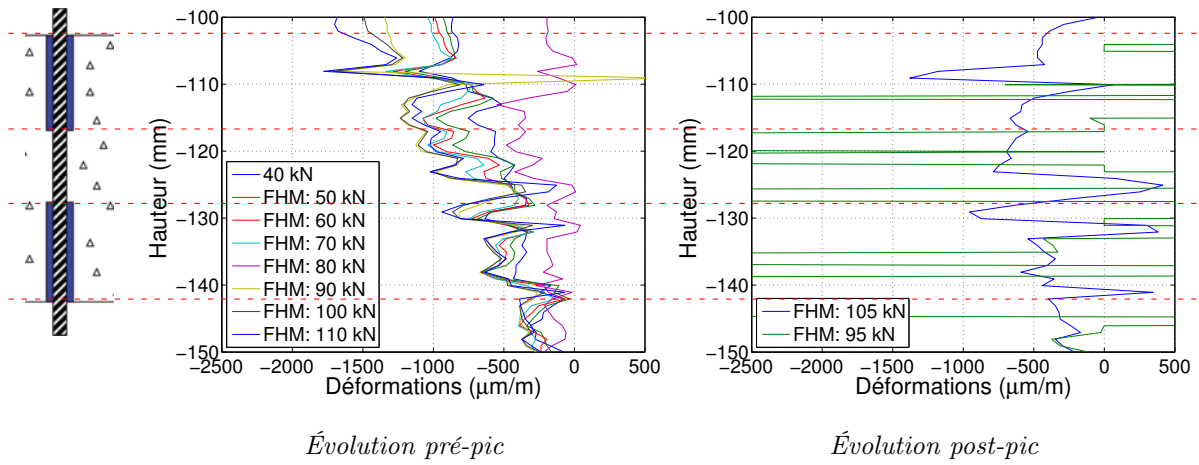 −100
−110
−120
−130
−140
−150
Hauteur (mm)
40 kN
FHM: 50 kN
FHM: 60 kN
FHM: 70 kN
FHM: 80 kN
FHM: 90 kN
FHM: 100 kN
FHM: 110 kN
−2500 −2000 −1500 −1000 −500 0 500
Déformations (μm/m)
Évolution pré-pic
−100
−110
−120
−130
−140
−150
Hauteur (mm)
FHM: 105 kN
FHM: 95 kN
−2500 −2000 −1500 −1000 −500 0 500
Déformations (μm/m)
Évolution post-pic